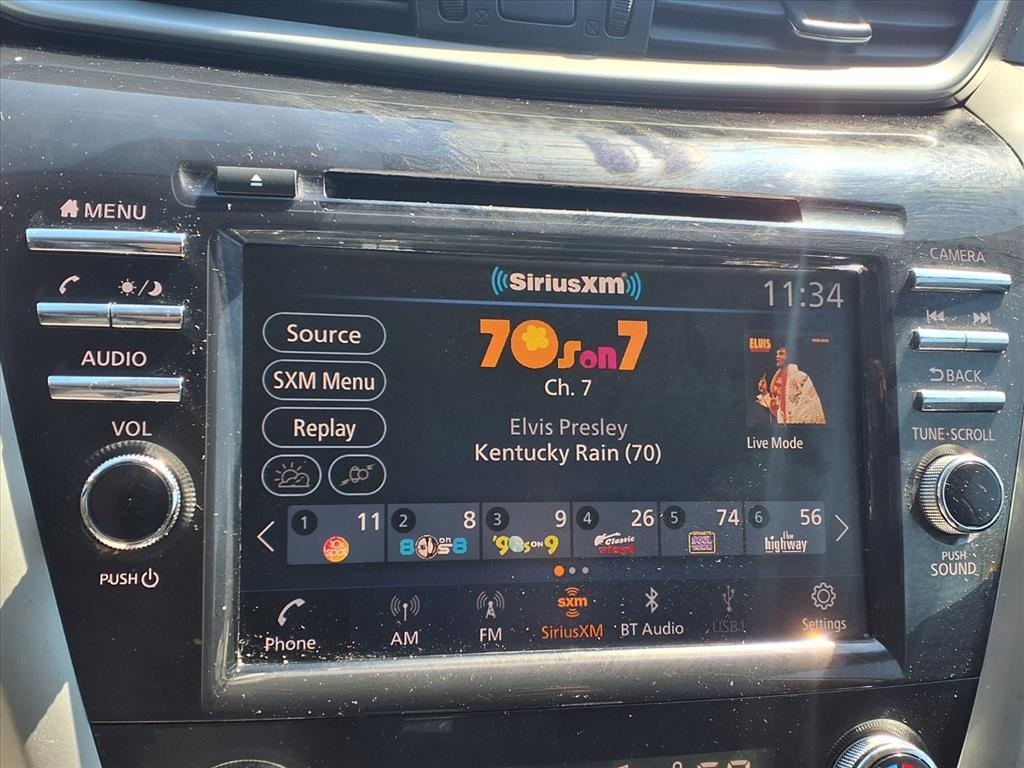 MENU
AUDIO
VOL
PUSH
SiriusXM
11:34
Source
SXM Menu
Replay
70s on 7
Ch. 7
Elvis Presley
Kentucky Rain (70)
ELVIS
Live Mode
1 11
2 8
80s ON 8
3 9
'90s ON 9
4 26
Classic Vinyl
5 74
SOUL TOWN
6 56
the highway
Phone
AM
FM
sxm
SiriusXM
BT Audio
USB1
Settings
CAMERA
BACK
TUNE·SCROLL
PUSH
SOUND